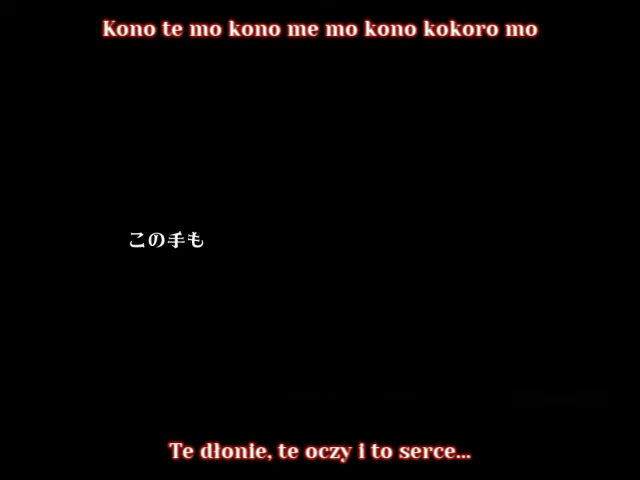 Kono te mo kono me mo kono kokoro mo
この手も
Te dłonie, te oczy i to serce...